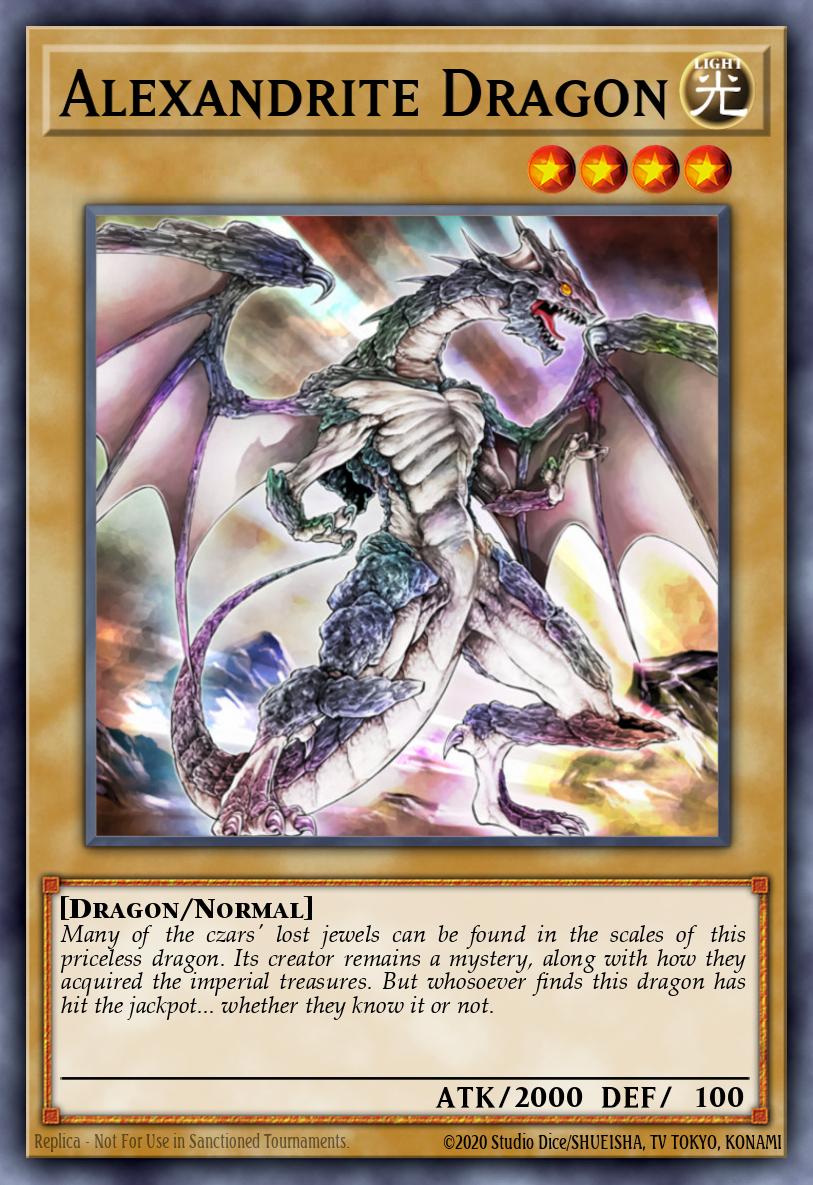 Alexandrite Dragon
LIGHT
光
[Dragon/Normal]
Many of the czars' lost jewels can be found in the scales of this
priceless dragon. Its creator remains a mystery, along with how they
acquired the imperial treasures. But whosoever finds this dragon has
hit the jackpot... whether they know it or not.
ATK/2000 DEF/ 100
Replica - Not For Use in Sanctioned Tournaments.
©2020 Studio Dice/SHUEISHA, TV TOKYO, KONAMI